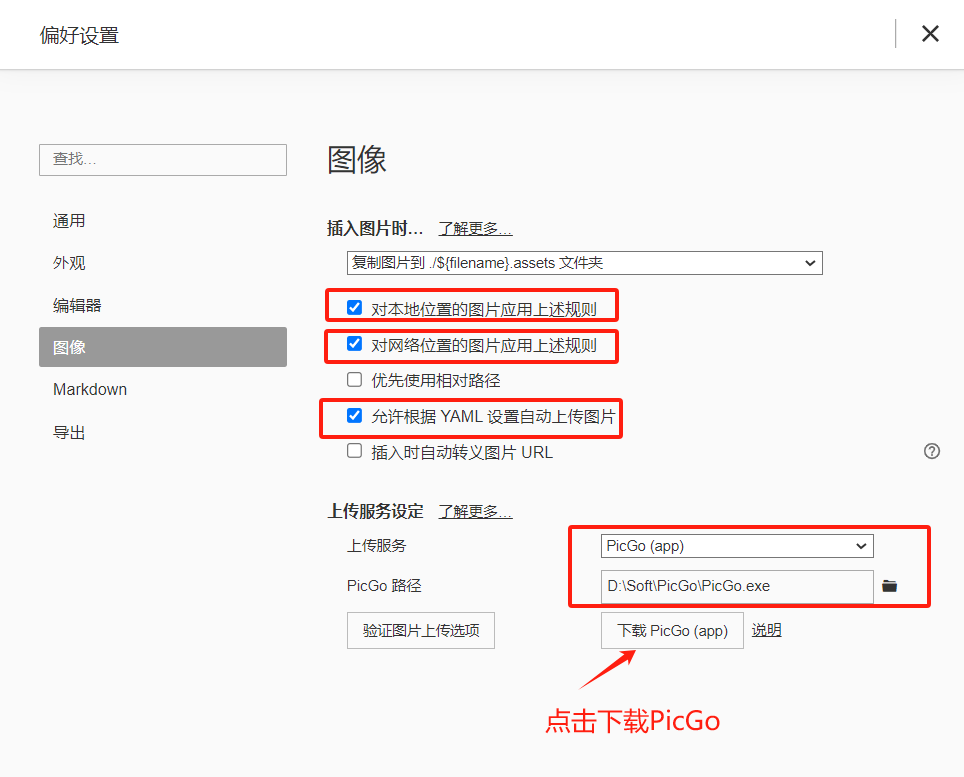 偏好设置
查找...
通用
外观
编辑器
图像
Markdown
导出
图像
插入图片时... 了解更多...
复制图片到 ./${filename}.assets 文件夹
对本地位置的图片应用上述规则
对网络位置的图片应用上述规则
优先使用相对路径
允许根据 YAML 设置自动上传图片
插入时自动转义图片 URL
上传服务设定 了解更多...
上传服务 PicGo (app)
PicGo 路径 D:\Soft\PicGo\PicGo.exe
验证图片上传选项 下载 PicGo (app) 说明
点击下载PicGo